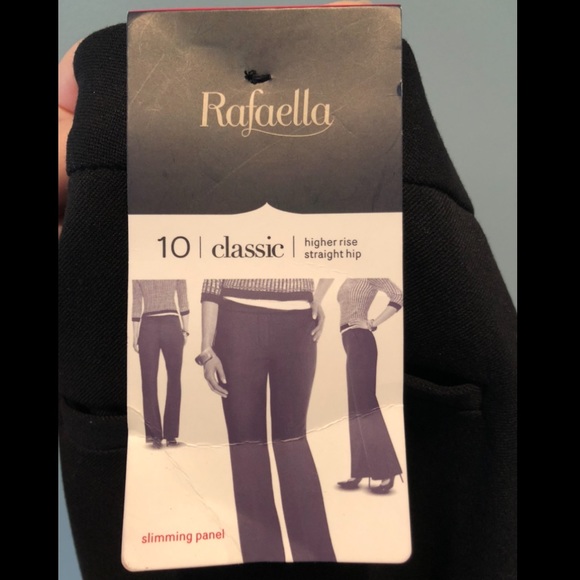 Rafaella
10 | classic | higher rise
straight hip
slimming panel